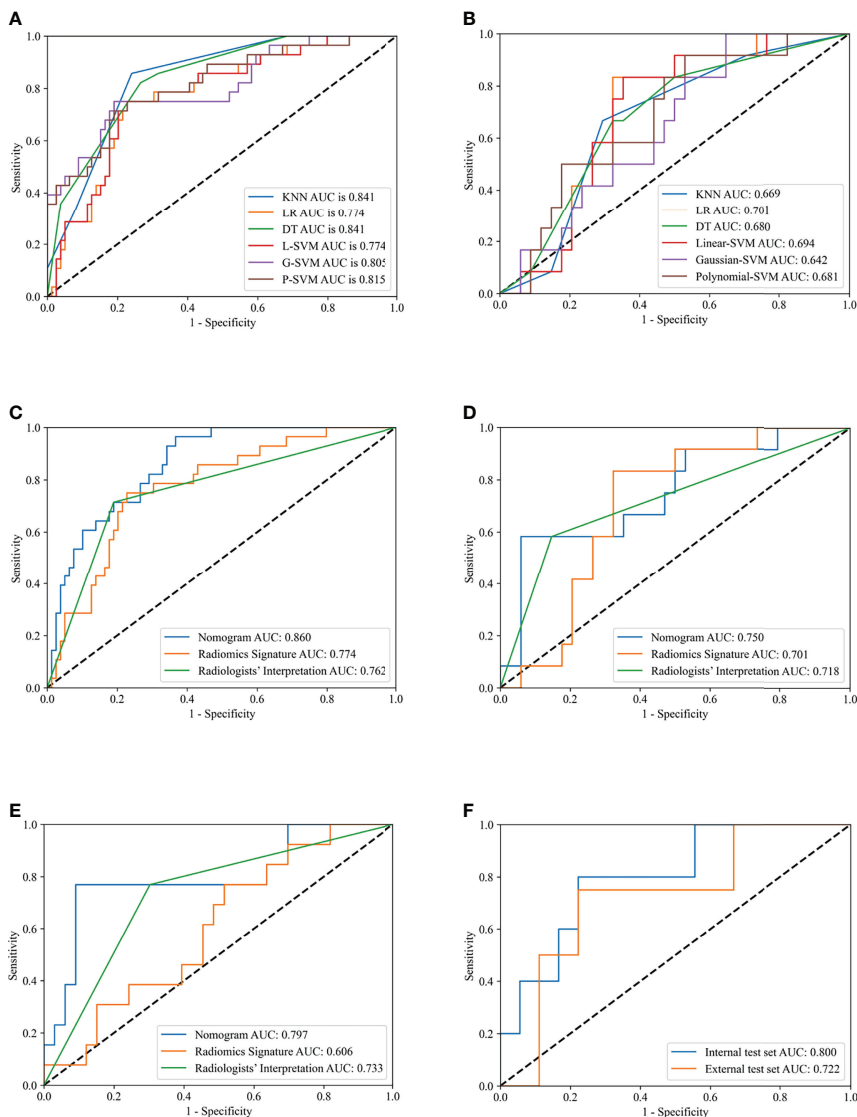 A
1.0
0.8
0.6
0.4
0.2
0.0
Sensitivity
KNN AUC is 0.841
LR AUC is 0.774
DT AUC is 0.841
L-SVM AUC is 0.774
G-SVM AUC is 0.805
P-SVM AUC is 0.815
0.0 0.2 0.4 0.6 0.8 1.0
1 - Specificity
B
1.0
0.8
0.6
0.4
0.2
0.0
Sensitivity
KNN AUC: 0.669
LR AUC: 0.701
DT AUC: 0.680
Linear-SVM AUC: 0.694
Gaussian-SVM AUC: 0.642
Polynomial-SVM AUC: 0.681
0.0 0.2 0.4 0.6 0.8 1.0
1 - Specificity
C
1.0
0.8
0.6
0.4
0.2
0.0
Sensitivity
Nomogram AUC: 0.860
Radiomics Signature AUC: 0.774
Radiologists' Interpretation AUC: 0.762
0.0 0.2 0.4 0.6 0.8 1.0
1 - Specificity
D
1.0
0.8
0.6
0.4
0.2
0.0
Sensitivity
Nomogram AUC: 0.750
Radiomics Signature AUC: 0.701
Radiologists' Interpretation AUC: 0.718
0.0 0.2 0.4 0.6 0.8 1.0
1 - Specificity
E
1.0
0.8
0.6
0.4
0.2
0.0
Sensitivity
Nomogram AUC: 0.797
Radiomics Signature AUC: 0.606
Radiologists' Interpretation AUC: 0.733
0.0 0.2 0.4 0.6 0.8 1.0
1 - Specificity
F
1.0
0.8
0.6
0.4
0.2
0.0
Sensitivity
Internal test set AUC: 0.800
External test set AUC: 0.722
0.0 0.2 0.4 0.6 0.8 1.0
1 - Specificity